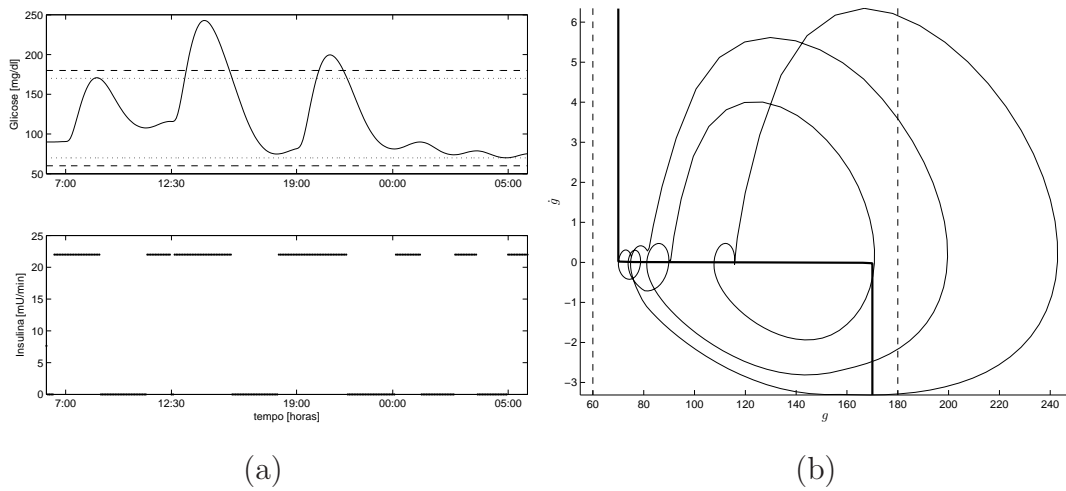 250
200
150
100
50
Glicose [mg/dl]
7:00 12:30 19:00 00:00 05:00
25
20
15
10
5
0
Insulina [mU/min]
7:00 12:30 19:00 00:00 05:00
tempo [horas]
(a)
6
5
4
3
2
1
0
−1
−2
−3
ġ
60 80 100 120 140 160 180 200 220 240
g
(b)